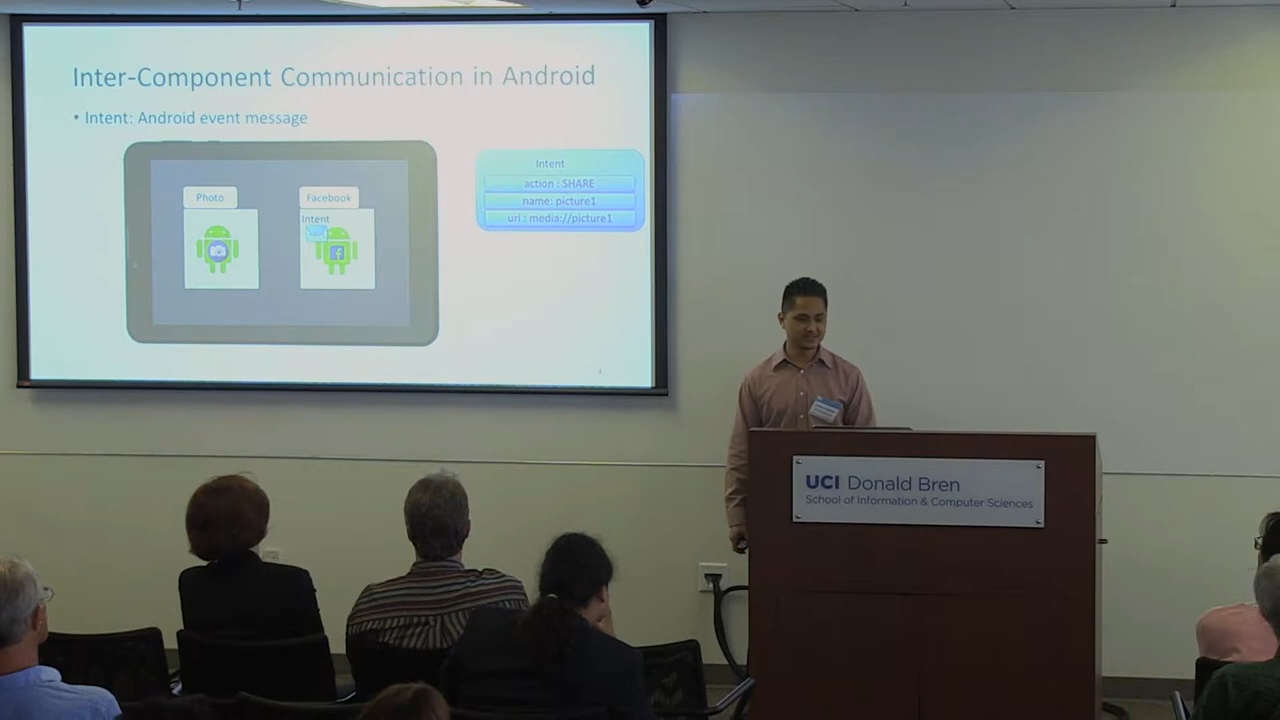 Inter-Component Communication in Android
• Intent: Android event message
Photo
Facebook
Intent
Intent
action : SHARE
name: picture1
uri : media://picture1
4
UCI Donald Bren
School of Information & Computer Sciences